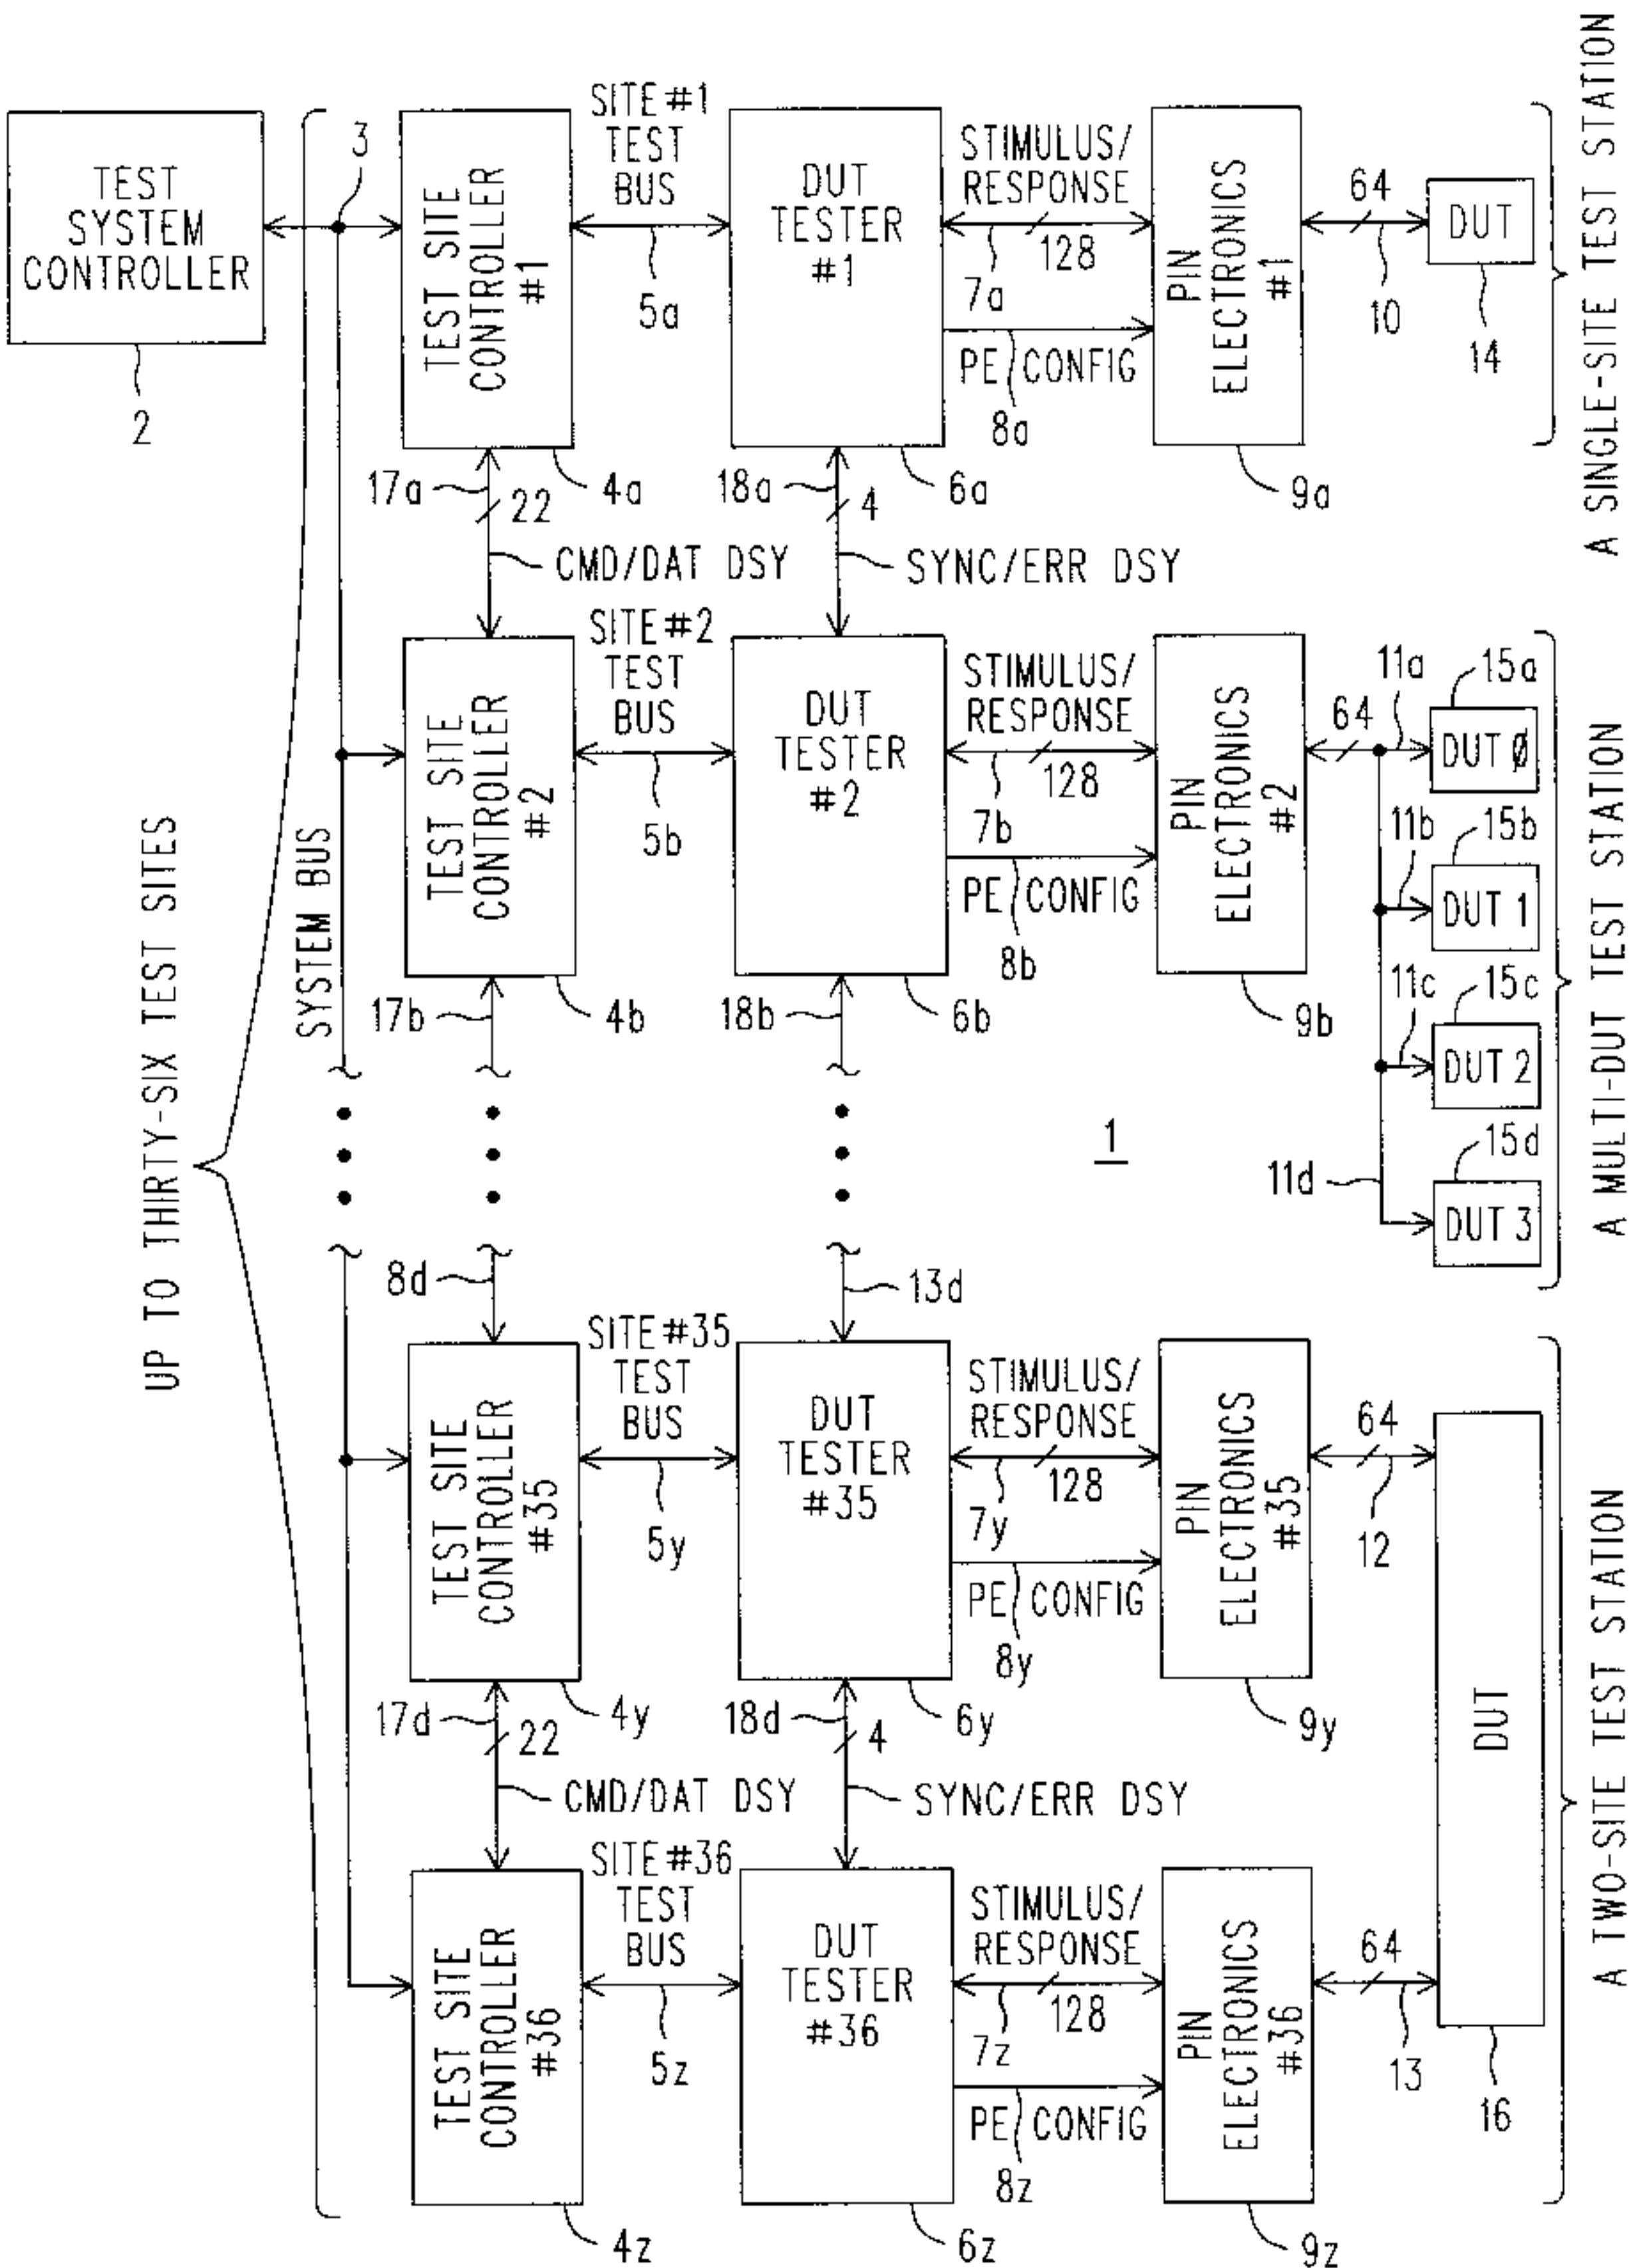 TEST
SYSTEM
CONTROLLER
2
3
UP TO THIRTY-SIX TEST SITES
SYSTEM BUS
TEST SITE
CONTROLLER
#1
4a
SITE #1
TEST
BUS
5a
DUT
TESTER
#1
6a
STIMULUS/
RESPONSE
128
7a
PE CONFIG
8a
PIN
ELECTRONICS
#1
9a
64
10
DUT
14
A SINGLE-SITE TEST STATION
17a
22
CMD/DAT DSY
18a
4
SYNC/ERR DSY
TEST SITE
CONTROLLER
#2
4b
SITE #2
TEST
BUS
5b
DUT
TESTER
#2
6b
STIMULUS/
RESPONSE
128
7b
PE CONFIG
8b
PIN
ELECTRONICS
#2
9b
64
11a
15a
DUT Ø
11b
15b
DUT 1
11c
15c
DUT 2
11d
15d
DUT 3
A MULTI-DUT TEST STATION
17b
18b
1
8d
13d
TEST SITE
CONTROLLER
#35
4y
SITE #35
TEST
BUS
5y
DUT
TESTER
#35
6y
STIMULUS/
RESPONSE
128
7y
PE CONFIG
8y
PIN
ELECTRONICS
#35
9y
64
12
DUT
16
A TWO-SITE TEST STATION
17d
22
CMD/DAT DSY
18d
4
SYNC/ERR DSY
TEST SITE
CONTROLLER
#36
4z
SITE #36
TEST
BUS
5z
DUT
TESTER
#36
6z
STIMULUS/
RESPONSE
128
7z
PE CONFIG
8z
PIN
ELECTRONICS
#36
9z
64
13